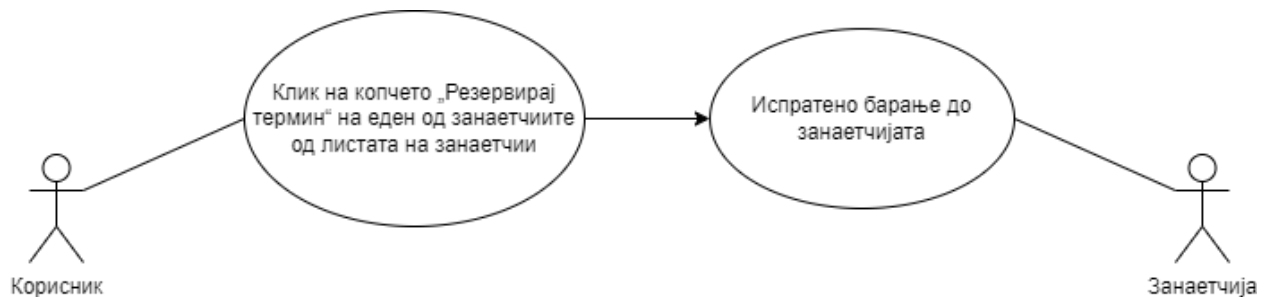 Клик на копчето „Резервирај
термин“ на еден од занаетчиите
од листата на занаетчии
Испратено барање до
занаетчијата
Корисник
Занаетчија